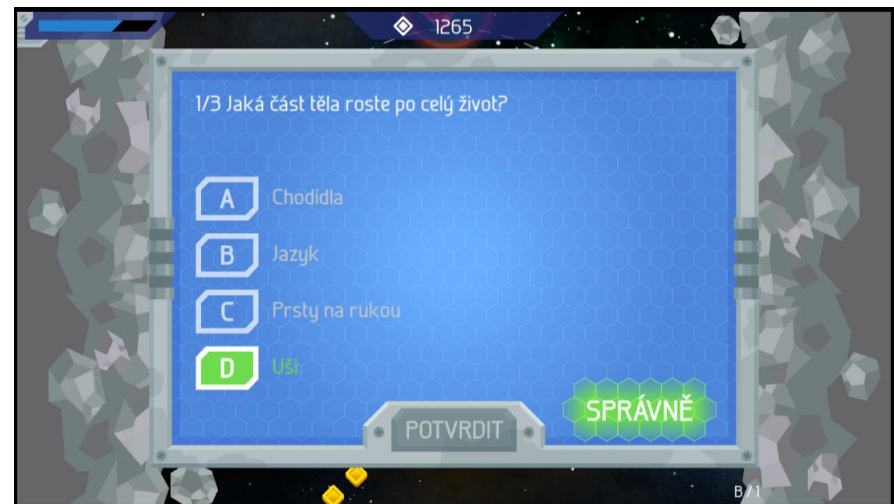 1265
1/3 Jaká část těla roste po celý život?
A Chodidla
B Jazyk
C Prsty na rukou
D Uši
SPRÁVNĚ
POTVRDIT
B/1